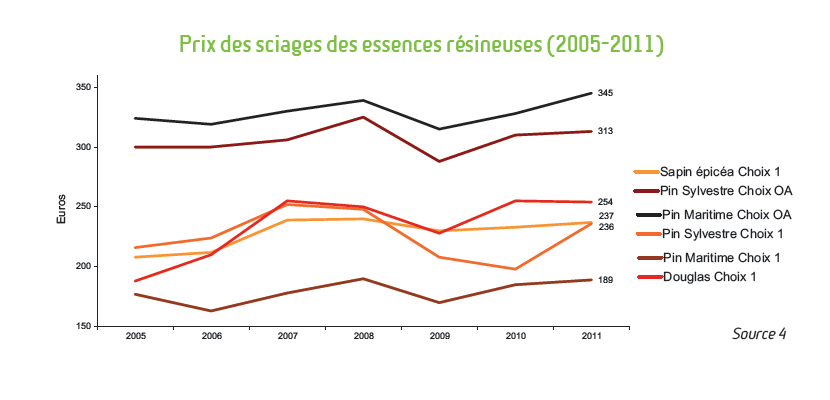 Prix des sciages des essences résineuses (2005-2011)
350
300
250
200
150
Euros
2005 2006 2007 2008 2009 2010 2011
345
313
254
237
236
189
Sapin épicéa Choix 1
Pin Sylvestre Choix OA
Pin Maritime Choix OA
Pin Sylvestre Choix 1
Pin Maritime Choix 1
Douglas Choix 1
Source 4